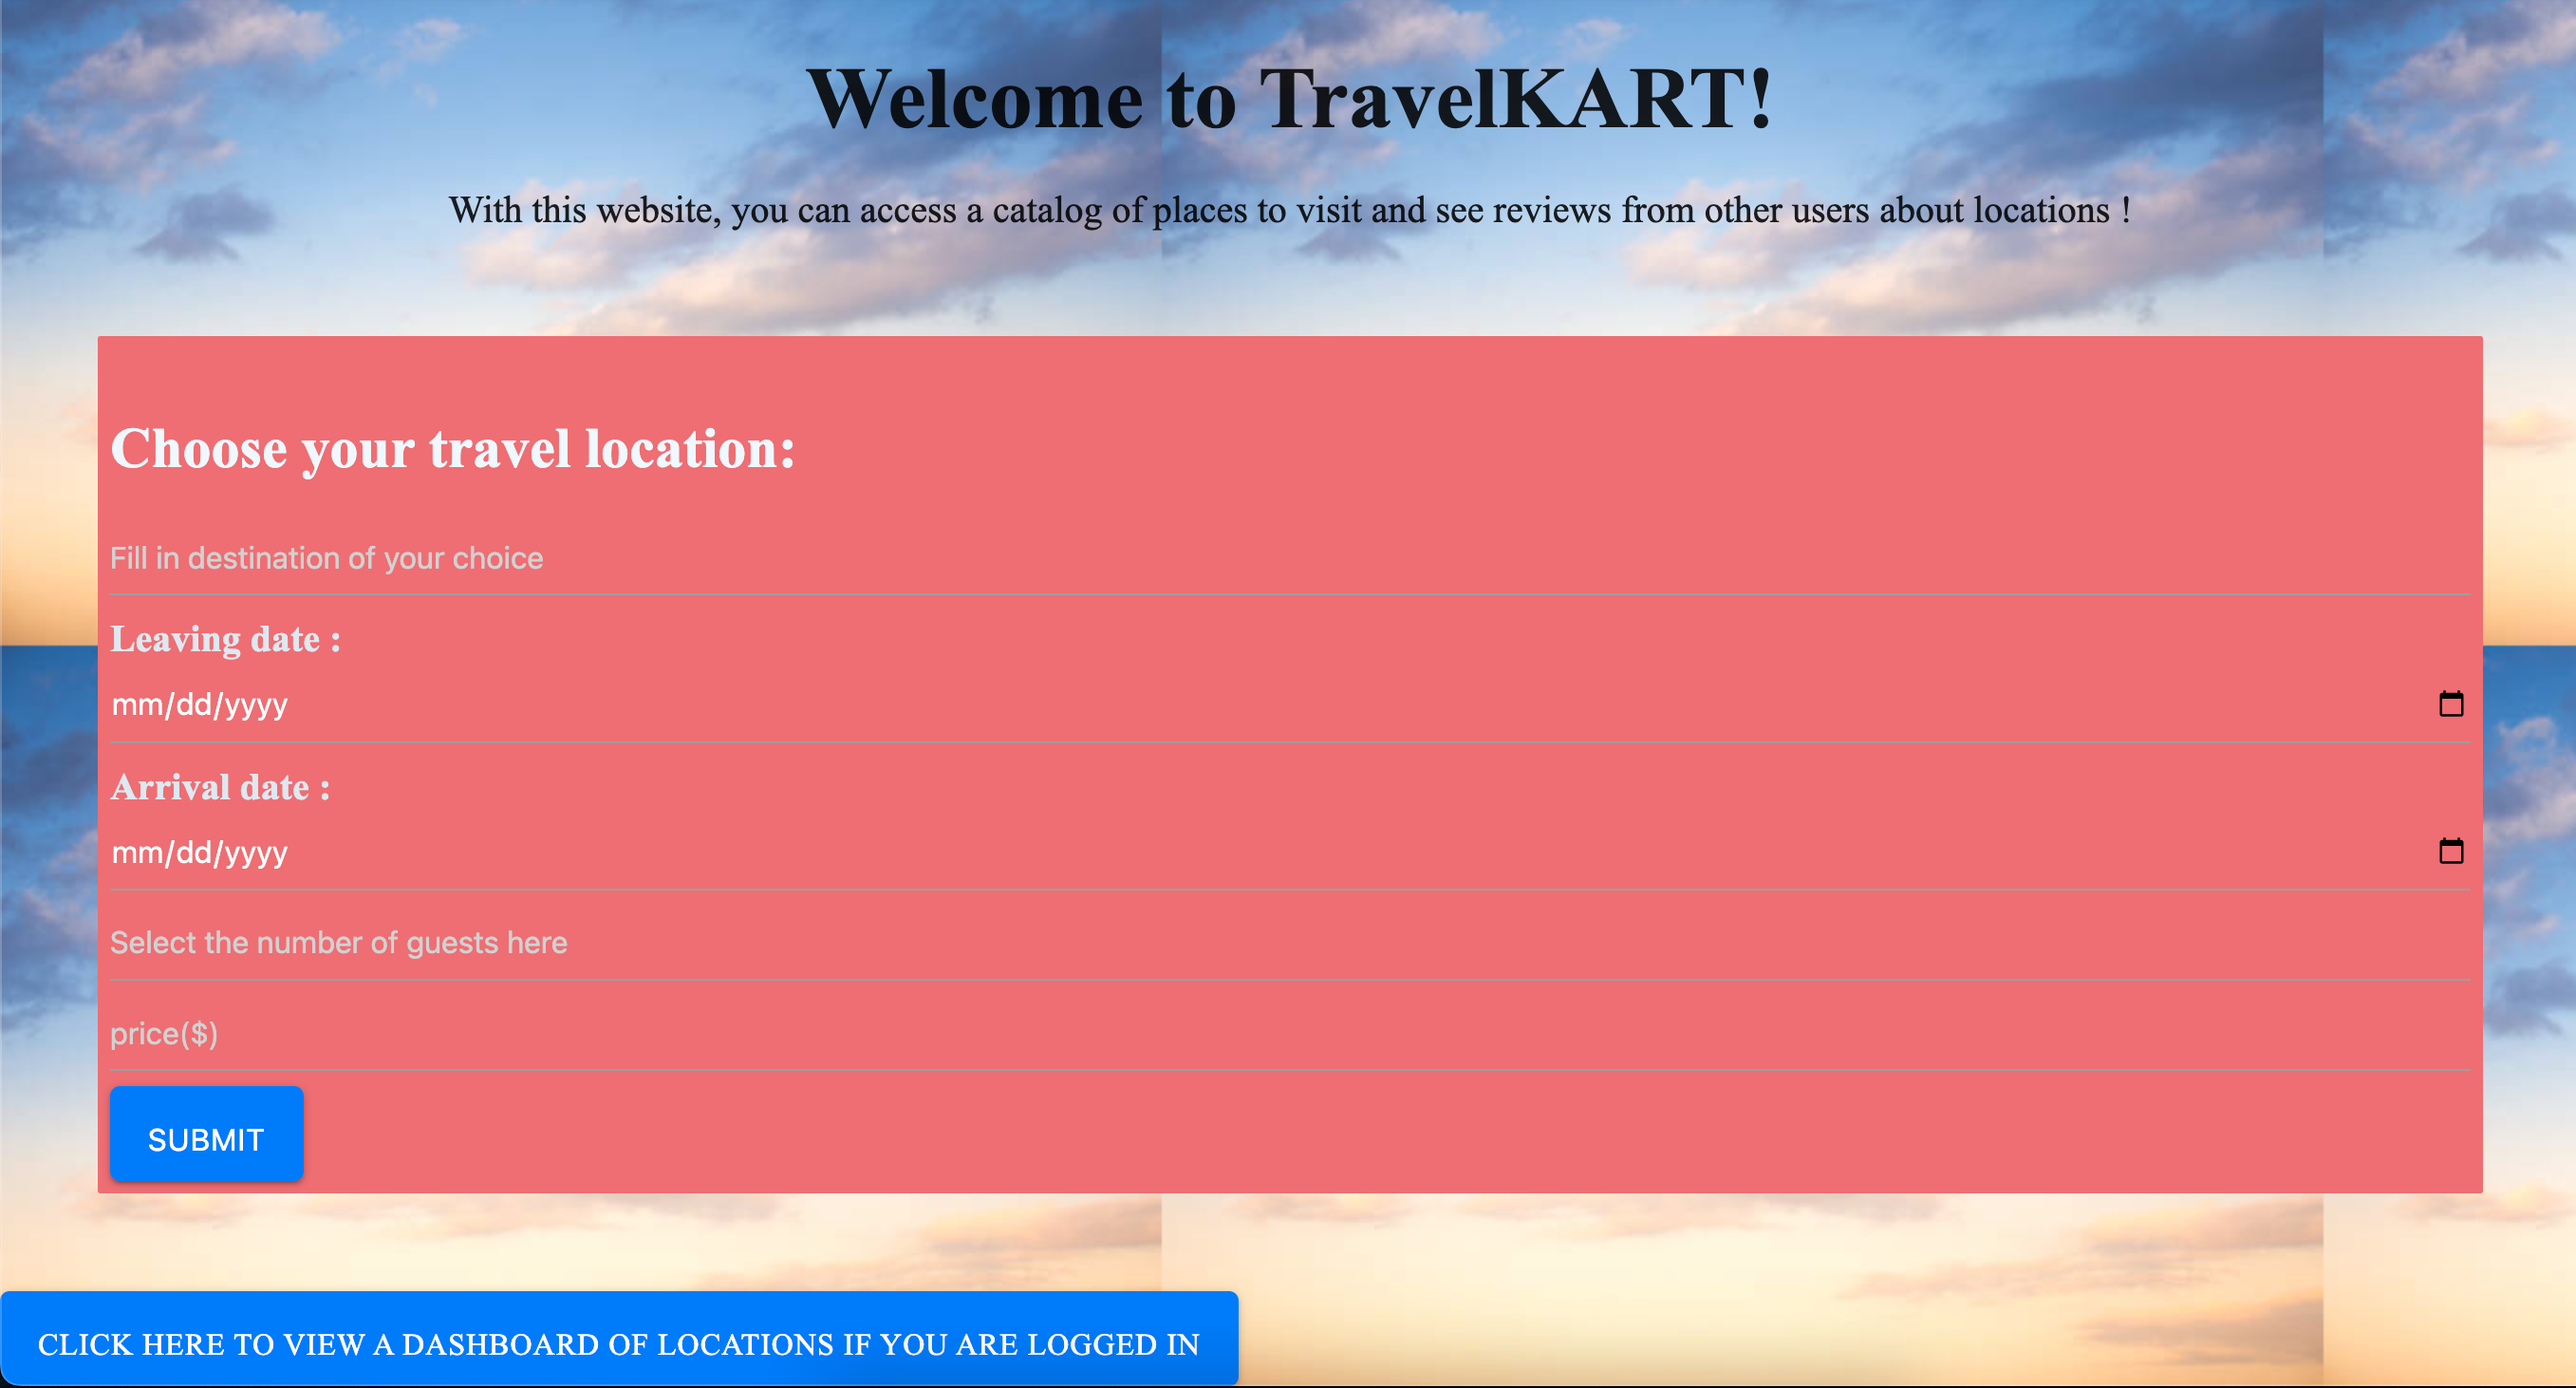 Welcome to TravelKART!
With this website, you can access a catalog of places to visit and see reviews from other users about locations !
Choose your travel location:
Fill in destination of your choice
Leaving date :
mm/dd/yyyy
Arrival date :
mm/dd/yyyy
Select the number of guests here
price($)
SUBMIT
CLICK HERE TO VIEW A DASHBOARD OF LOCATIONS IF YOU ARE LOGGED IN